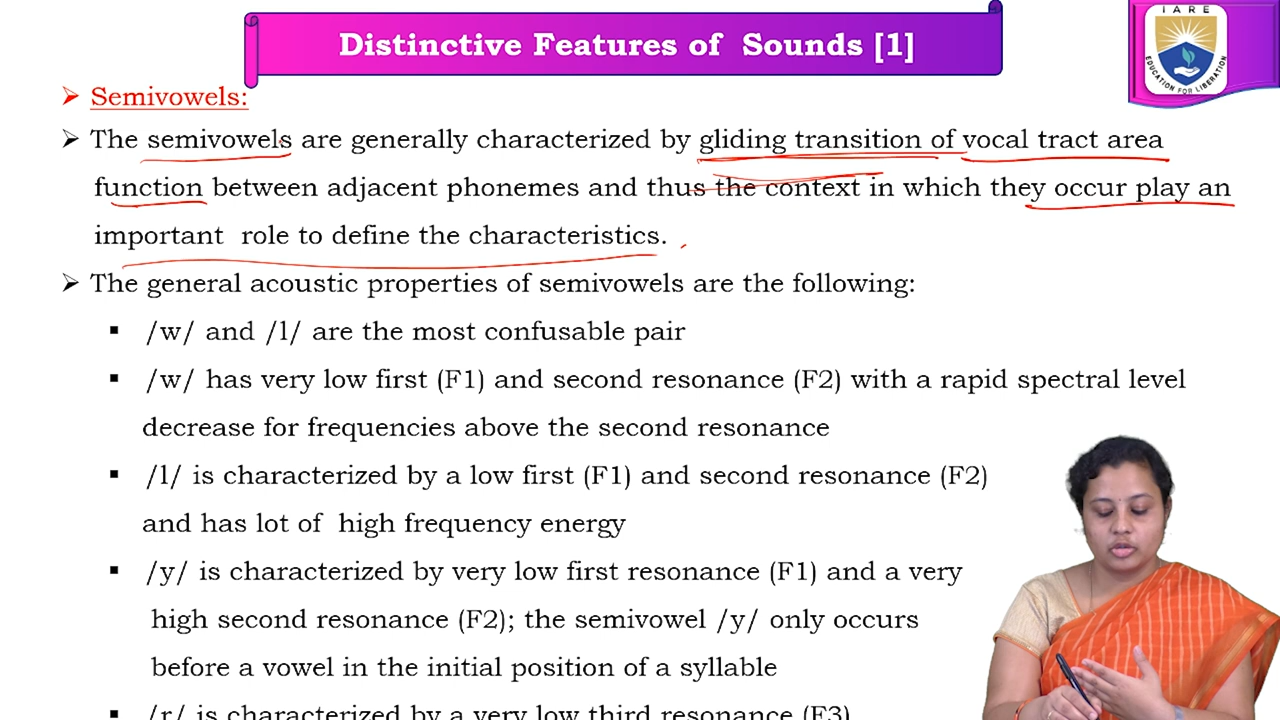 Distinctive Features of Sounds [1]
IARE
EDUCATION FOR LIBERATION
Semivowels:
The semivowels are generally characterized by gliding transition of vocal tract area
function between adjacent phonemes and thus the context in which they occur play an
important role to define the characteristics.
The general acoustic properties of semivowels are the following:
/w/ and /l/ are the most confusable pair
/w/ has very low first (F1) and second resonance (F2) with a rapid spectral level
decrease for frequencies above the second resonance
/l/ is characterized by a low first (F1) and second resonance (F2)
and has lot of high frequency energy
/y/ is characterized by very low first resonance (F1) and a very
high second resonance (F2); the semivowel /y/ only occurs
before a vowel in the initial position of a syllable
/r/ is characterized by a very low third resonance (F3)